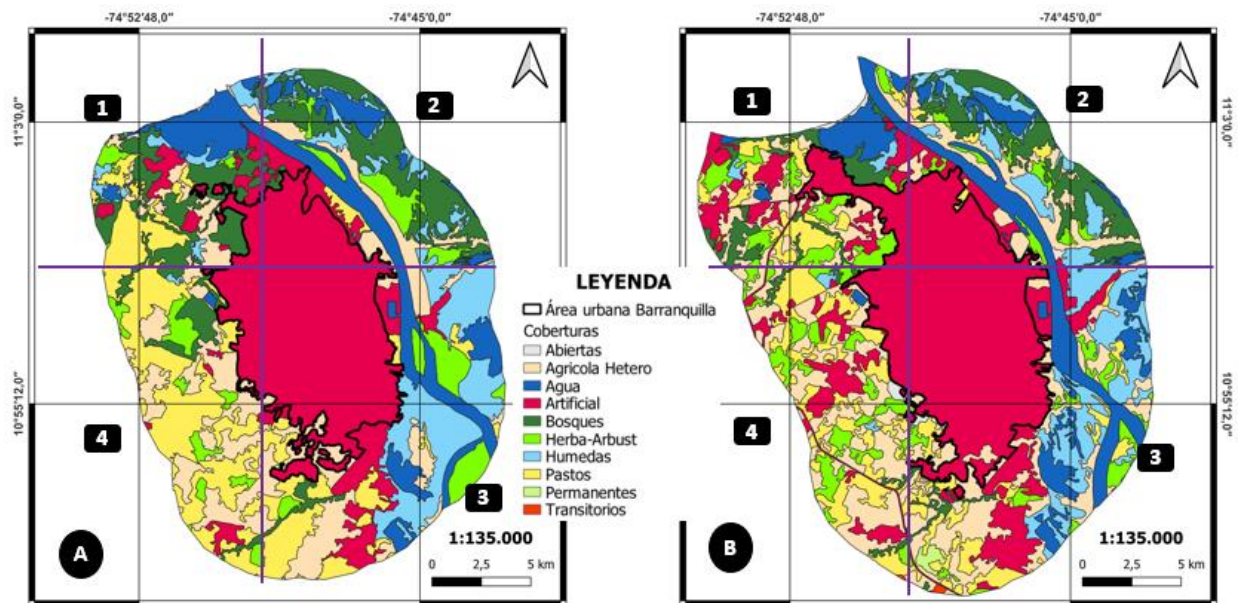 -74°52'48,0"
-74°45'0,0"
-74°52'48,0"
-74°45'0,0"
1
2
1
2
11°3'0,0"
11°3'0,0"
LEYENDA
Área urbana Barranquilla
Coberturas
Abiertas
Agricola Hetero
Agua
Artificial
Bosques
Herba-Arbust
Humedas
Pastos
Permanentes
Transitorios
10°55'12,0"
10°55'12,0"
4
3
4
3
A
1:135.000
0 2,5 5 km
B
1:135.000
0 2,5 5 km